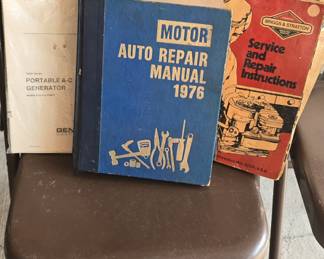 PORTABLE A-C
GENERATOR
GEN
MOTOR
AUTO REPAIR
MANUAL
1976
BRIGGS & STRATTON
Service
and
Repair
Instructions